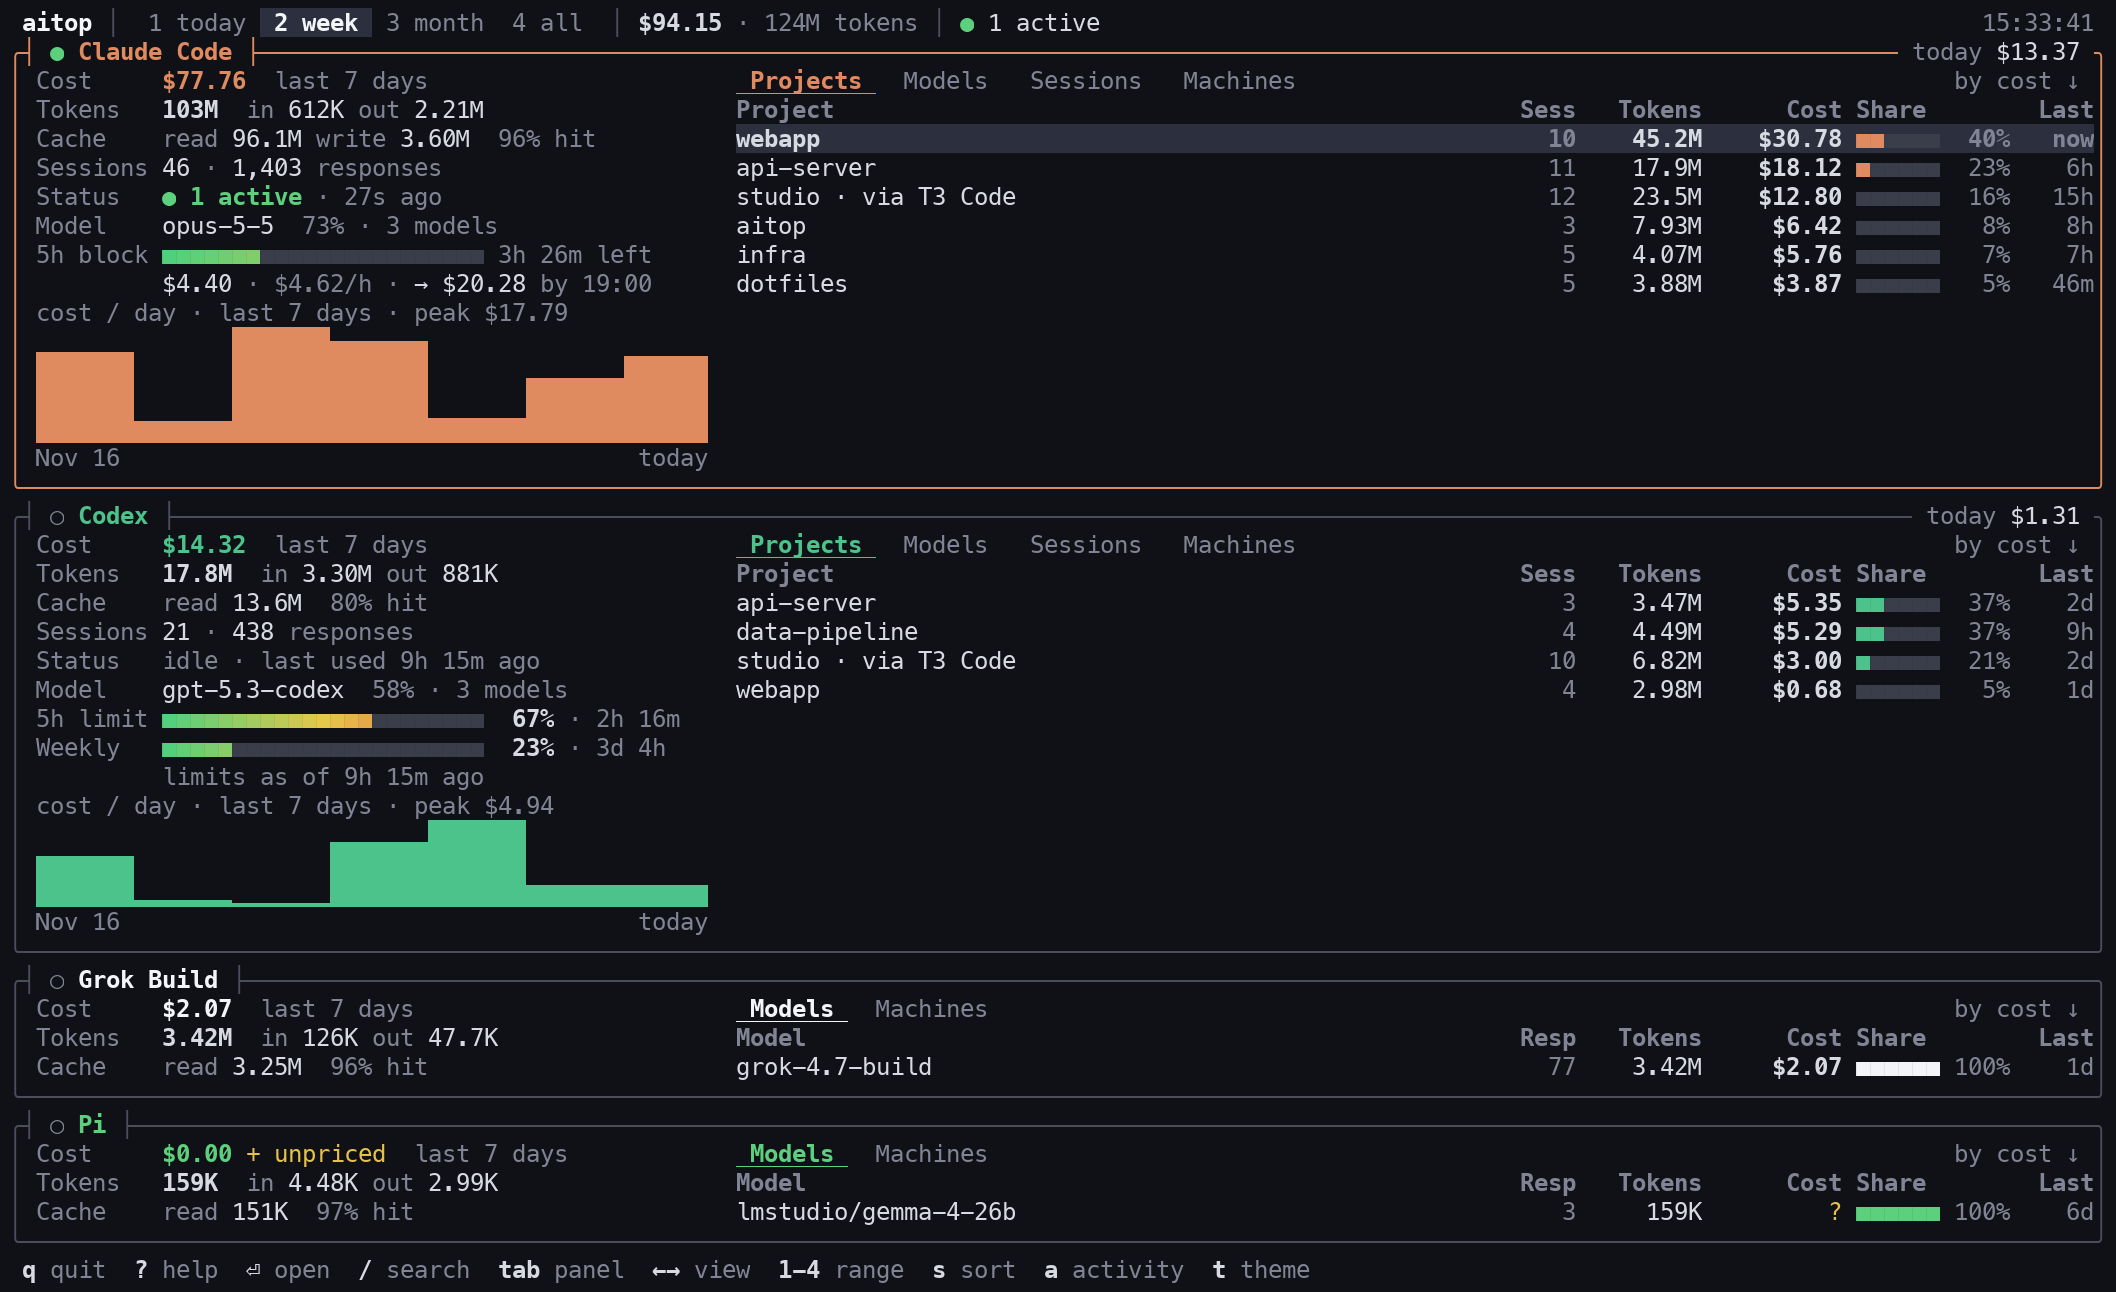 aitop │ 1 today 2 week 3 month 4 all │ $94.15 · 124M tokens │ ● 1 active 15:33:41
● Claude Code today $13.37
Cost $77.76 last 7 days Projects Models Sessions Machines by cost ↓
Tokens 103M in 612K out 2.21M Project Sess Tokens Cost Share Last
Cache read 96.1M write 3.60M 96% hit webapp 10 45.2M $30.78 40% now
Sessions 46 · 1,403 responses api-server 11 17.9M $18.12 23% 6h
Status ● 1 active · 27s ago studio · via T3 Code 12 23.5M $12.80 16% 15h
Model opus-5-5 73% · 3 models aitop 3 7.93M $6.42 8% 8h
5h block 3h 26m left infra 5 4.07M $5.76 7% 7h
$4.40 · $4.62/h · → $20.28 by 19:00 dotfiles 5 3.88M $3.87 5% 46m
cost / day · last 7 days · peak $17.79
Nov 16 today
○ Codex today $1.31
Cost $14.32 last 7 days Projects Models Sessions Machines by cost ↓
Tokens 17.8M in 3.30M out 881K Project Sess Tokens Cost Share Last
Cache read 13.6M 80% hit api-server 3 3.47M $5.35 37% 2d
Sessions 21 · 438 responses data-pipeline 4 4.49M $5.29 37% 9h
Status idle · last used 9h 15m ago studio · via T3 Code 10 6.82M $3.00 21% 2d
Model gpt-5.3-codex 58% · 3 models webapp 4 2.98M $0.68 5% 1d
5h limit 67% · 2h 16m
Weekly 23% · 3d 4h
limits as of 9h 15m ago
cost / day · last 7 days · peak $4.94
Nov 16 today
○ Grok Build
Cost $2.07 last 7 days Models Machines by cost ↓
Tokens 3.42M in 126K out 47.7K Model Resp Tokens Cost Share Last
Cache read 3.25M 96% hit grok-4.7-build 77 3.42M $2.07 100% 1d
○ Pi
Cost $0.00 + unpriced last 7 days Models Machines by cost ↓
Tokens 159K in 4.48K out 2.99K Model Resp Tokens Cost Share Last
Cache read 151K 97% hit lmstudio/gemma-4-26b 3 159K ? 100% 6d
q quit ? help ⏎ open / search tab panel ←→ view 1-4 range s sort a activity t theme